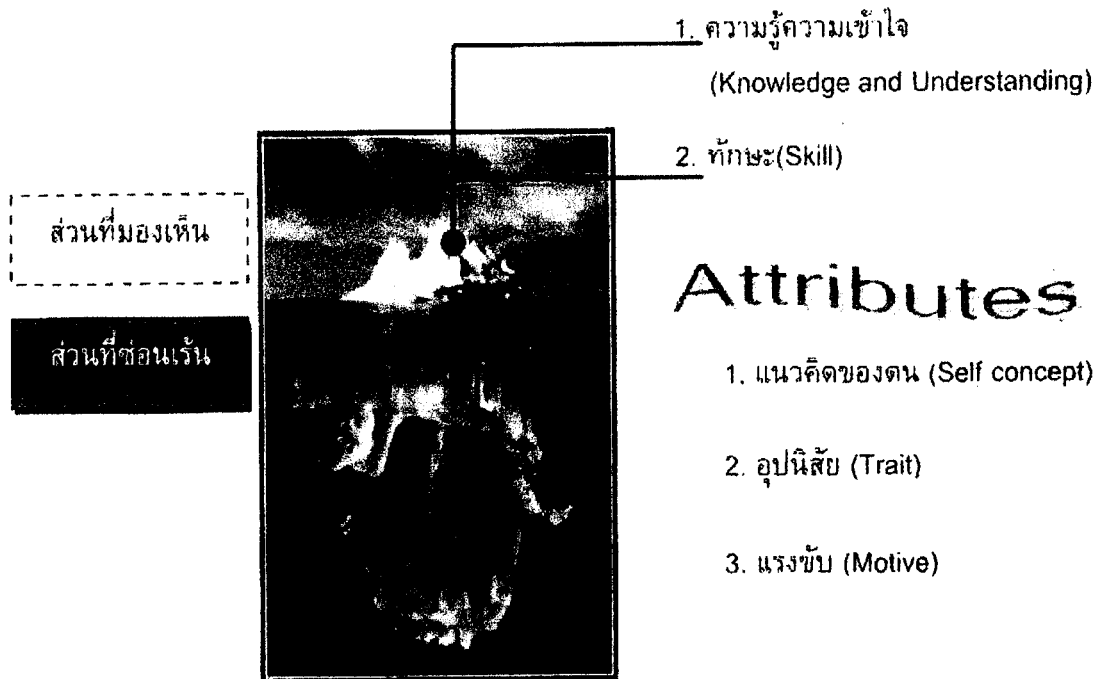 1. ความรู้ความเข้าใจ
(Knowledge and Understanding)
2. ทักษะ(Skill)
ส่วนที่มองเห็น
ส่วนที่ซ่อนเร้น
Attributes
1. แนวคิดของตน (Self concept)
2. อุปนิสัย (Trait)
3. แรงขับ (Motive)